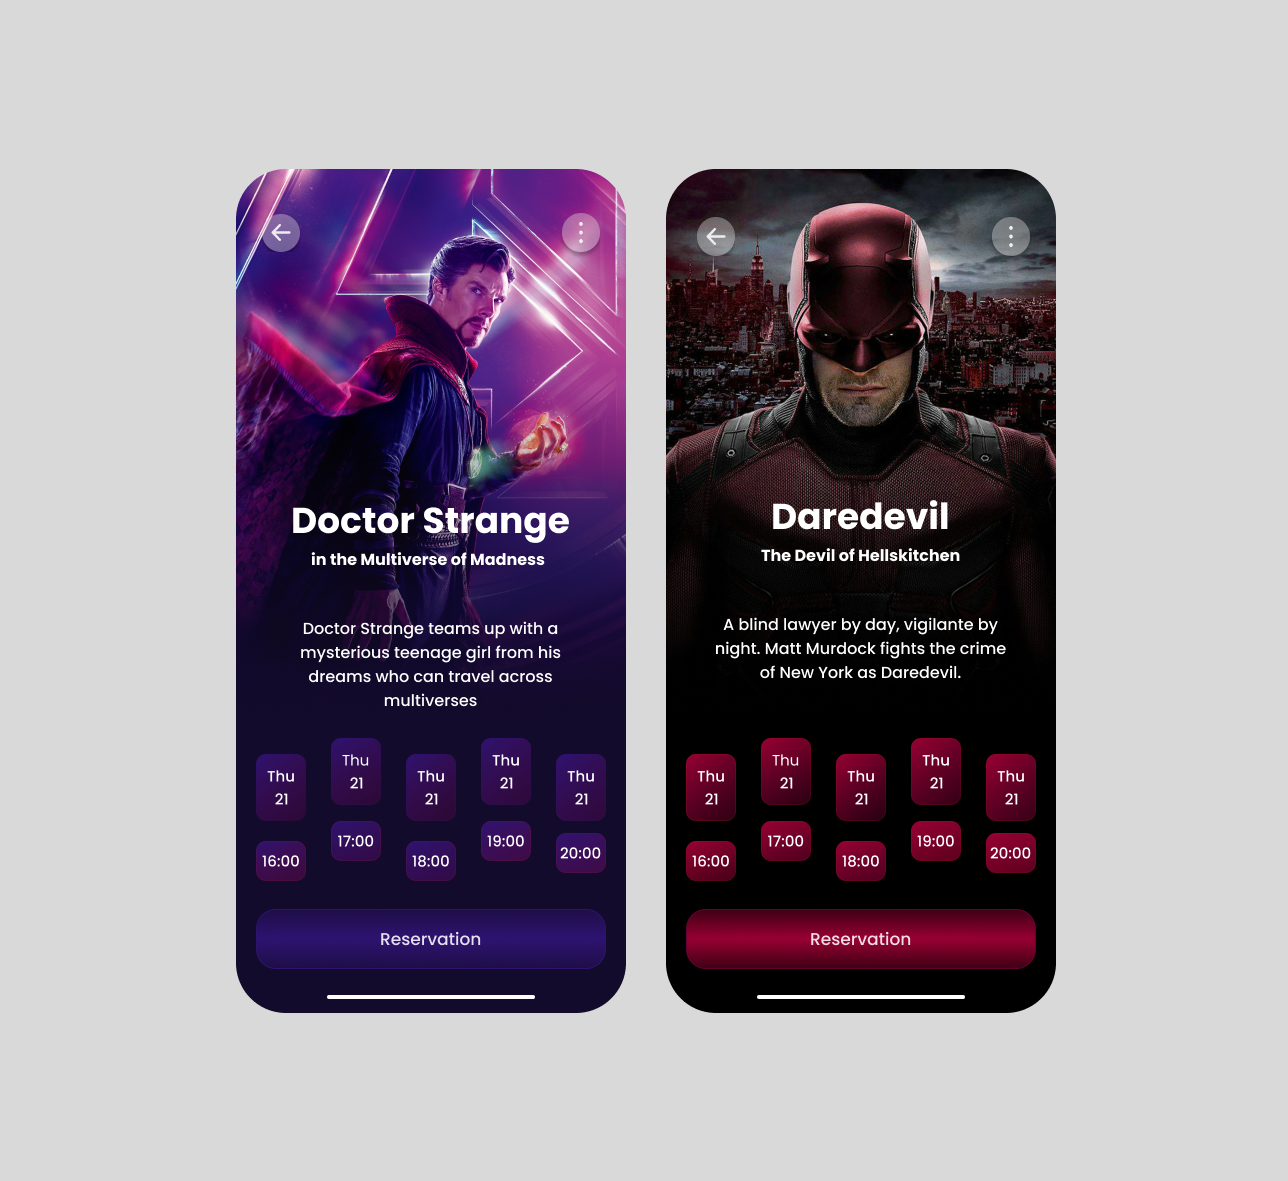 Doctor Strange
in the Multiverse of Madness
Doctor Strange teams up with a
mysterious teenage girl from his
dreams who can travel across
multiverses
Thu
21
Thu
21
Thu
21
Thu
21
Thu
21
16:00
17:00
18:00
19:00
20:00
Reservation
Daredevil
The Devil of Hellskitchen
A blind lawyer by day, vigilante by
night. Matt Murdock fights the crime
of New York as Daredevil.
Thu
21
Thu
21
Thu
21
Thu
21
Thu
21
16:00
17:00
18:00
19:00
20:00
Reservation